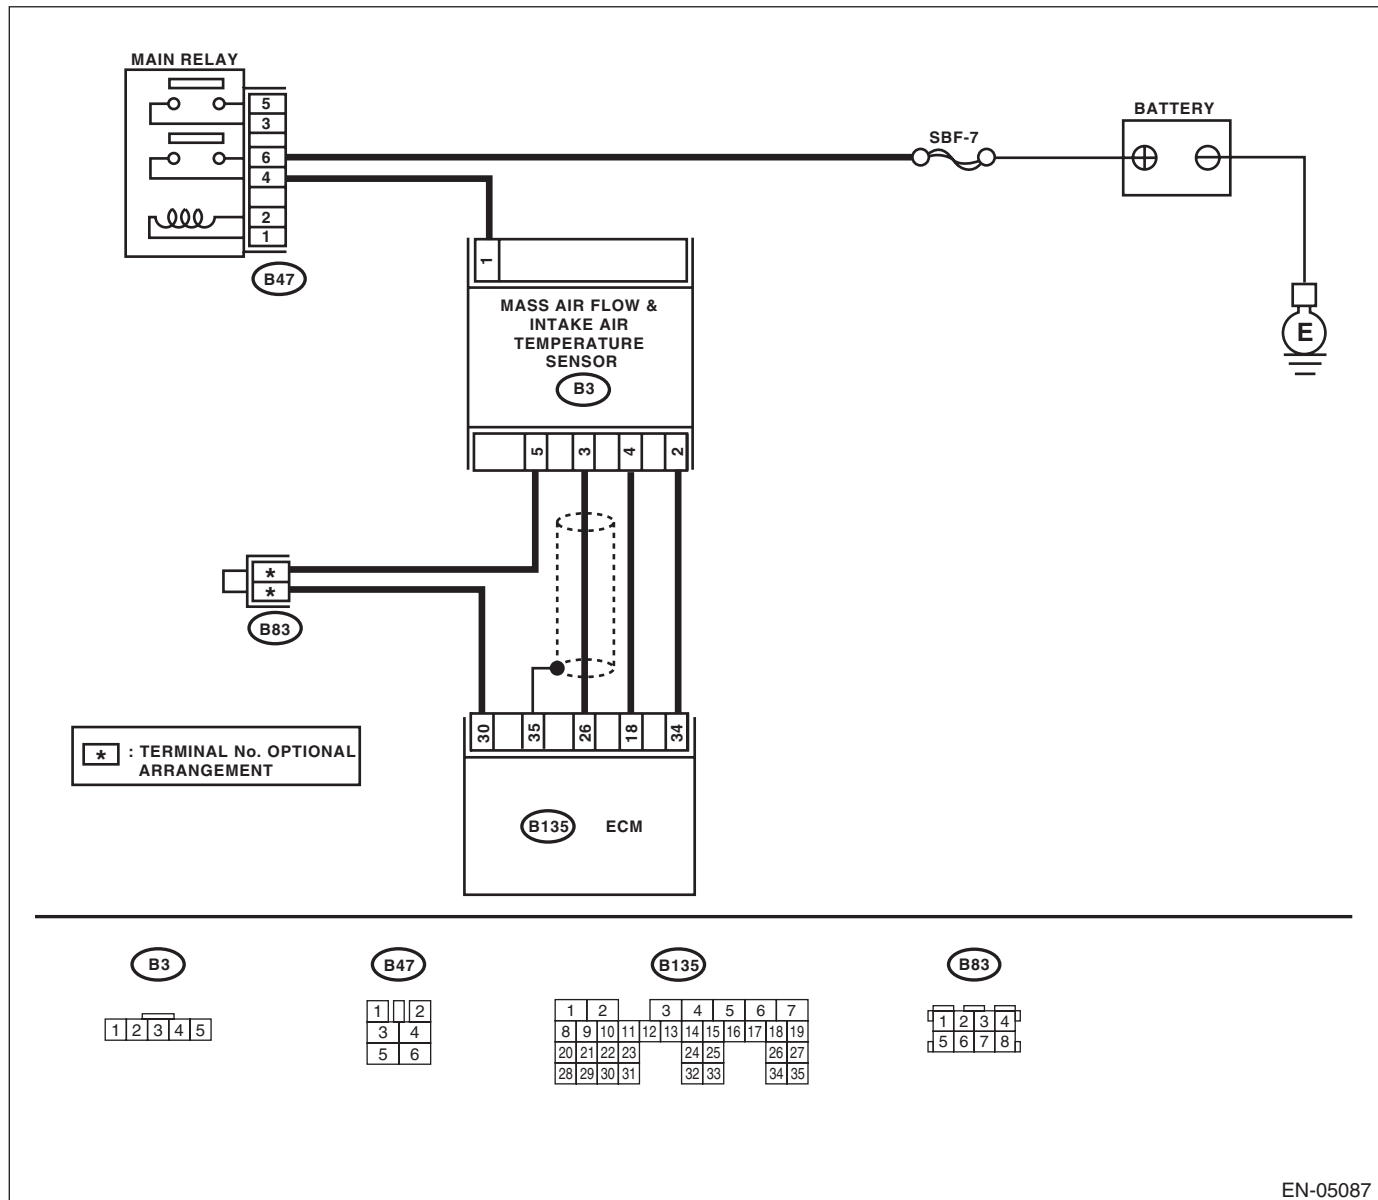 MAIN RELAY
5
3
6
4
2
1
B47
SBF-7
BATTERY
E
1
MASS AIR FLOW &
INTAKE AIR
TEMPERATURE
SENSOR
B3
5 3 4 2
*
*
B83
30 35 26 18 34
* : TERMINAL No. OPTIONAL
ARRANGEMENT
B135 ECM
B3
1 2 3 4 5
B47
1 2
3 4
5 6
B135
1 2 3 4 5 6 7
8 9 10 11 12 13 14 15 16 17 18 19
20 21 22 23 24 25 26 27
28 29 30 31 32 33 34 35
B83
1 2 3 4
5 6 7 8
EN-05087